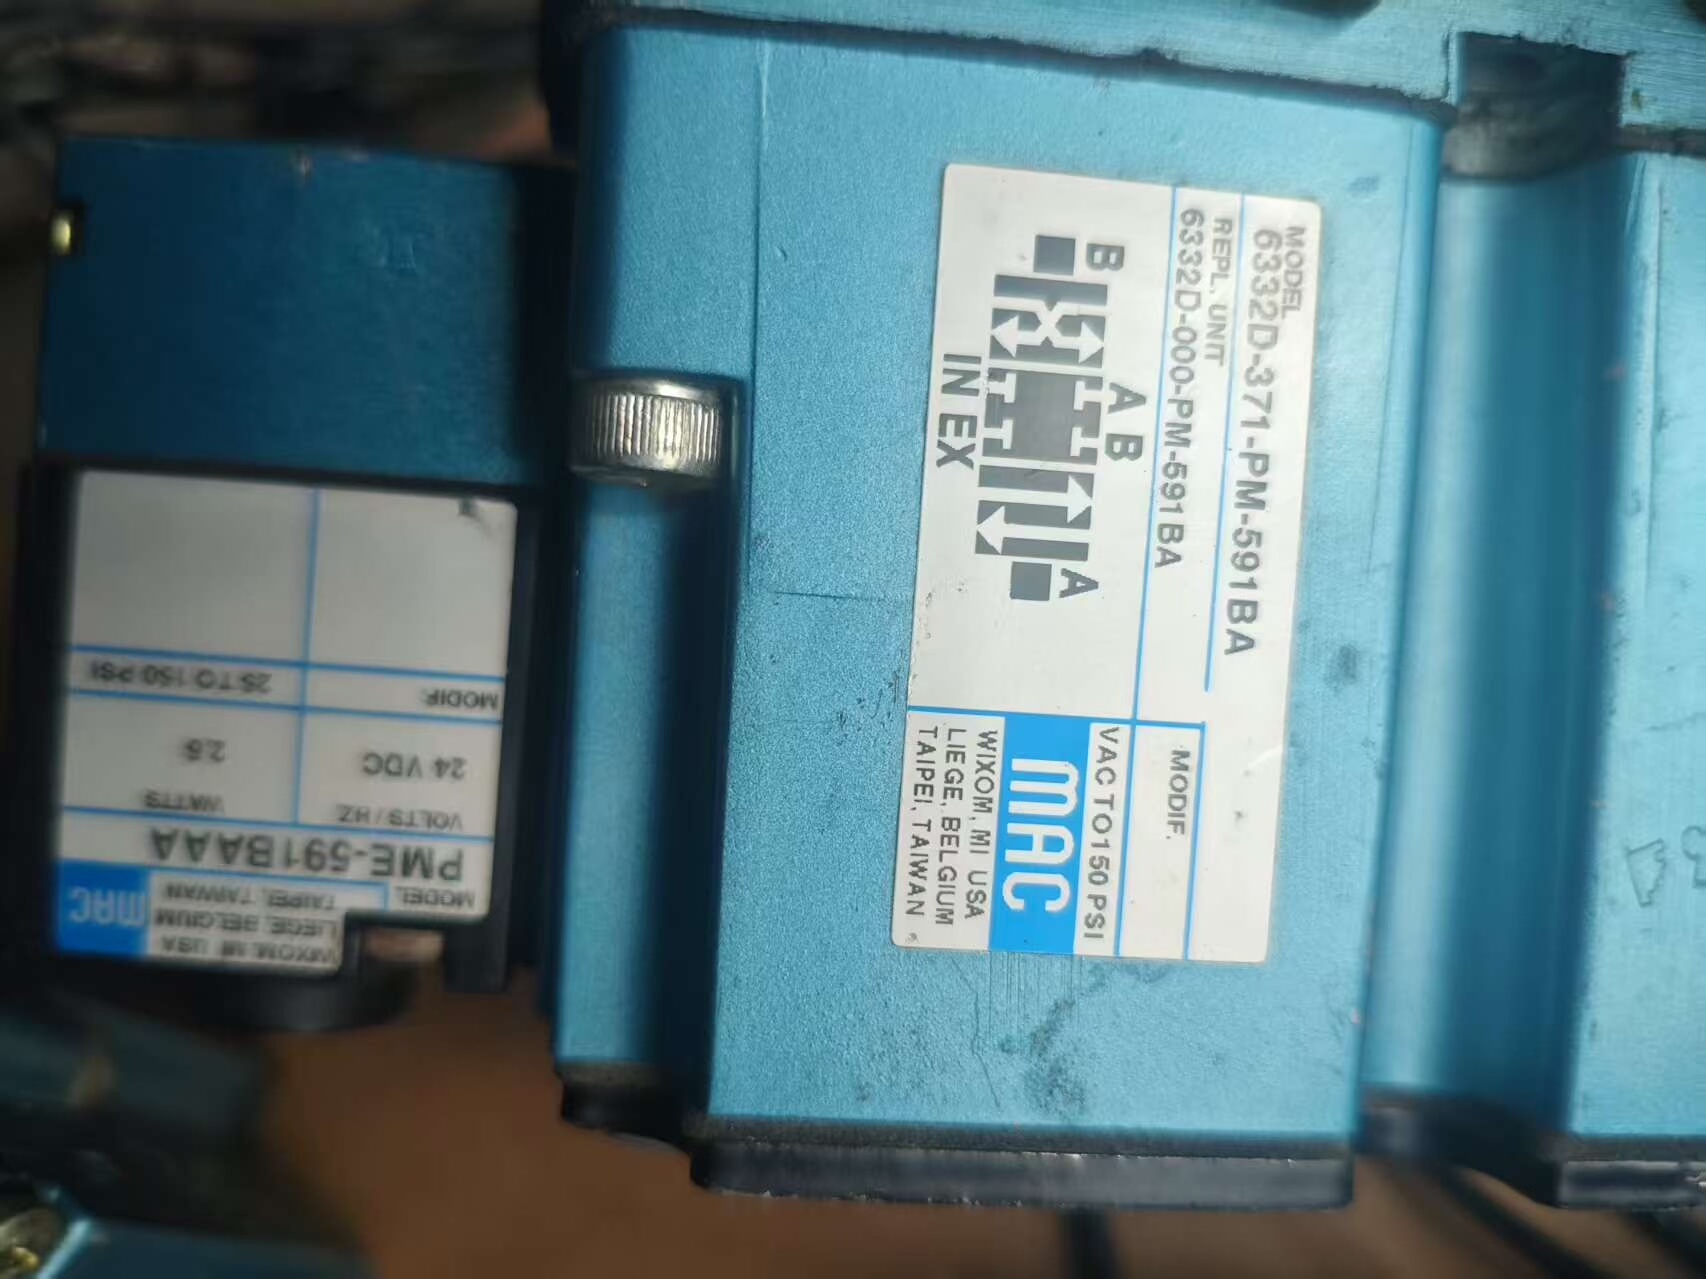 MODEL
6332D-371-PM-591BA
REPL. UNIT
6332D-000-PM-591BA
A B
B
A
IN EX
MODIF.
VAC TO 150 PSI
MAC
WIXOM, MI USA
LIEGE, BELGIUM
TAIPEI, TAIWAN
MAC
WIXOM, MI USA
LIEGE, BELGIUM
TAIPEI, TAIWAN
MODEL
PME-591BAAA
VOLTS / HZ
WATTS
24 VDC
2.5
MODIF.
25 TO 150 PSI